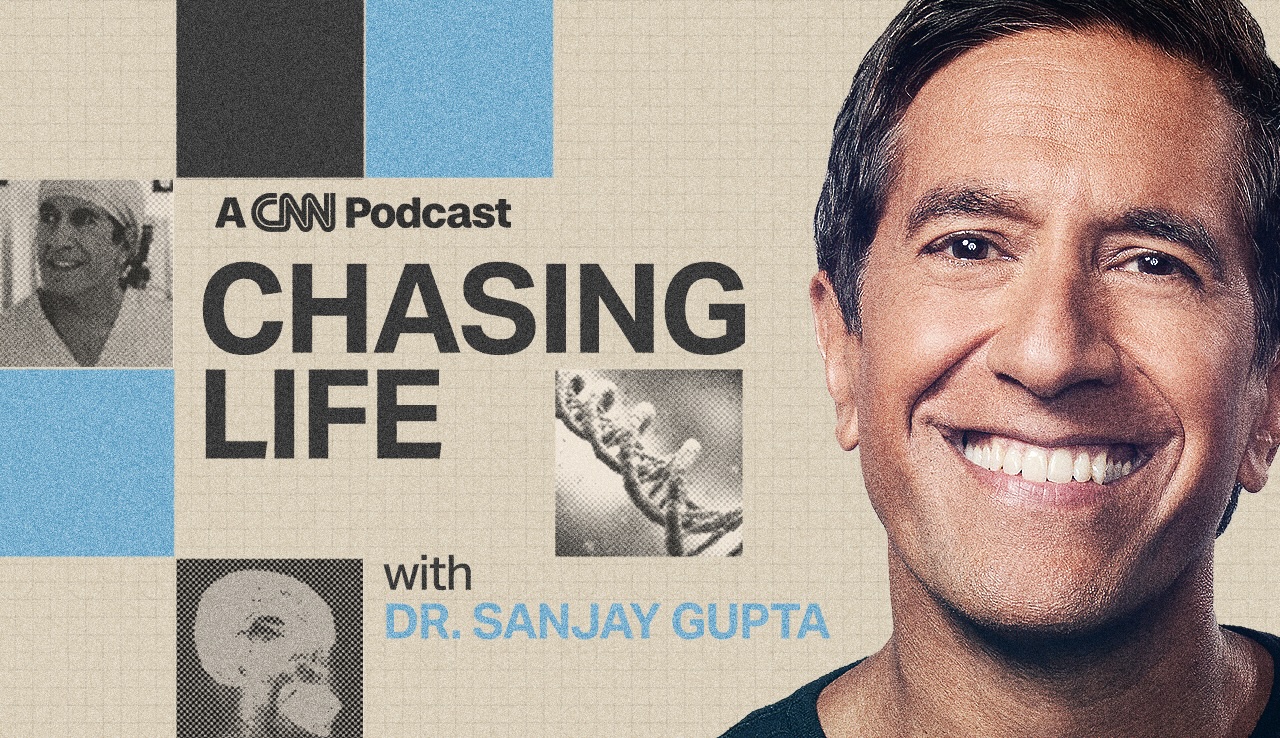 A CNN Podcast
CHASING
LIFE
with
DR. SANJAY GUPTA